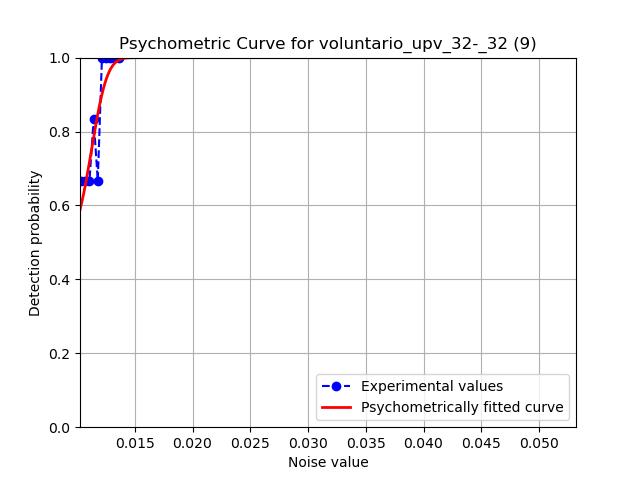 Psychometric Curve for voluntario_upv_32-_32 (9)
1.0
0.8
0.6
0.4
0.2
0.0
Detection probability
Experimental values
Psychometrically fitted curve
0.015 0.020 0.025 0.030 0.035 0.040 0.045 0.050
Noise value